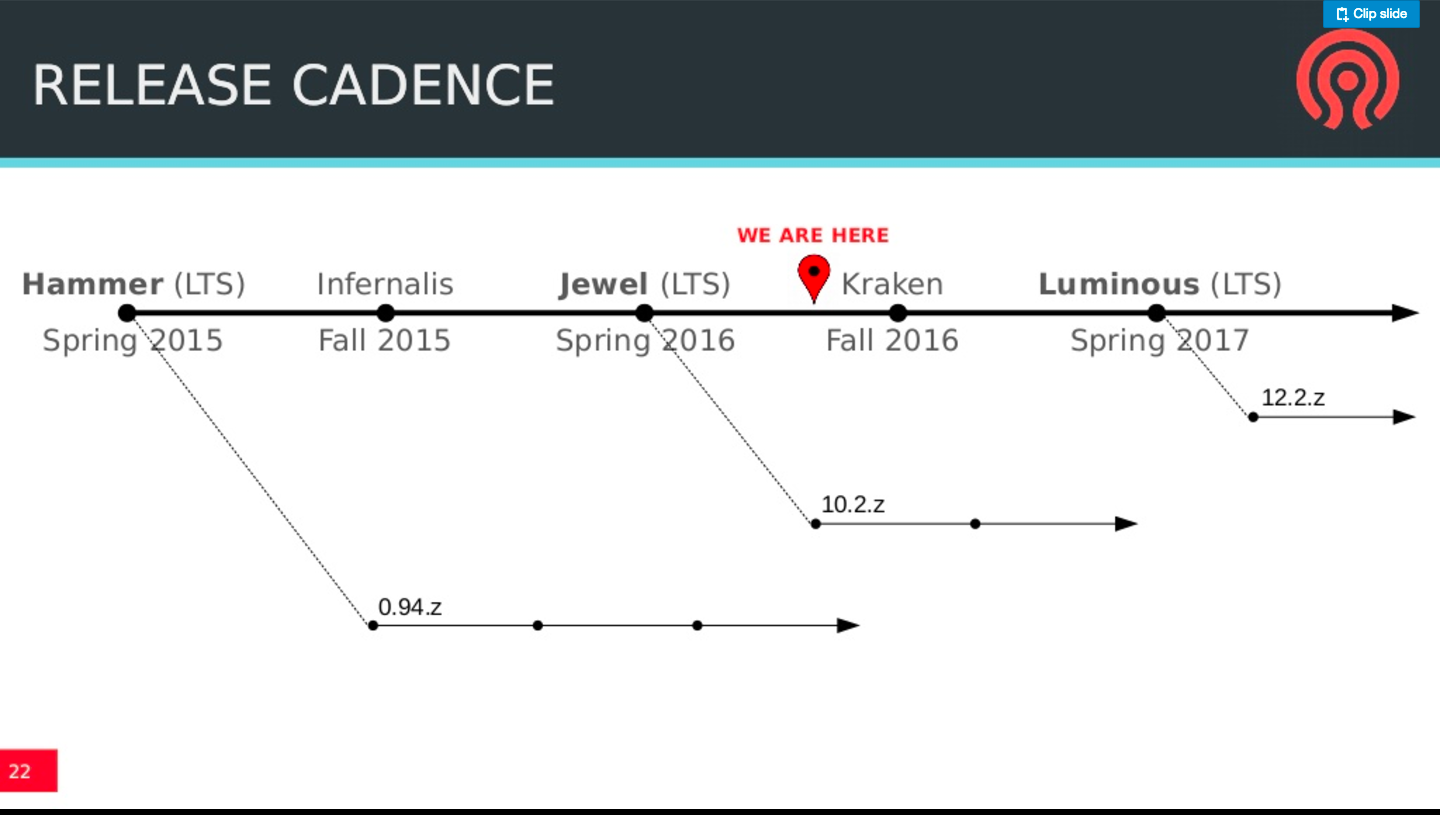 Clip slide
RELEASE CADENCE
WE ARE HERE
Hammer (LTS) Infernalis Jewel (LTS) Kraken Luminous (LTS)
Spring 2015 Fall 2015 Spring 2016 Fall 2016 Spring 2017
12.2.z
10.2.z
0.94.z
22